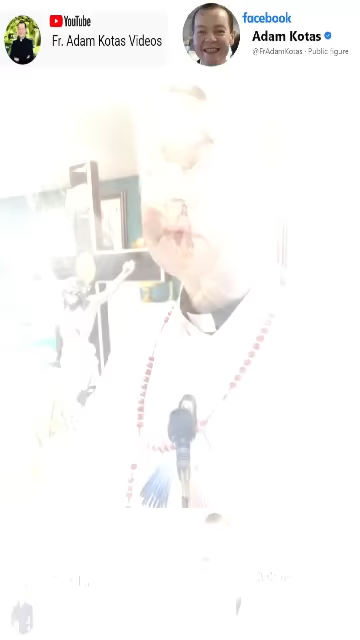 YouTube
Fr. Adam Kotas Videos
facebook
Adam Kotas
@FrAdamKotas · Public figure